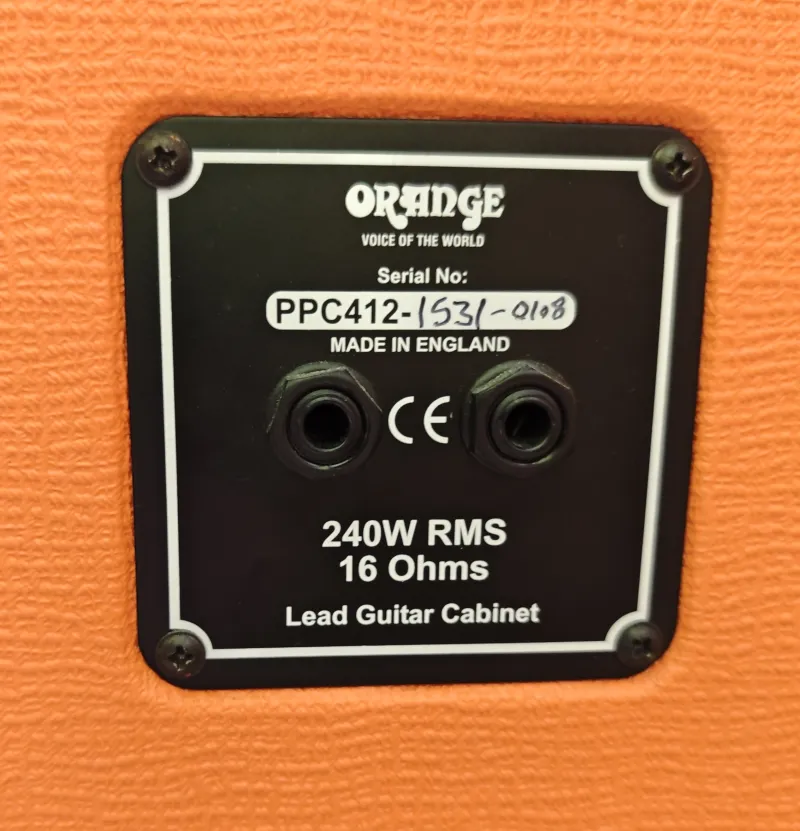 ORANGE
VOICE OF THE WORLD
Serial No:
PPC412-1531-0108
MADE IN ENGLAND
CE
240W RMS
16 Ohms
Lead Guitar Cabinet